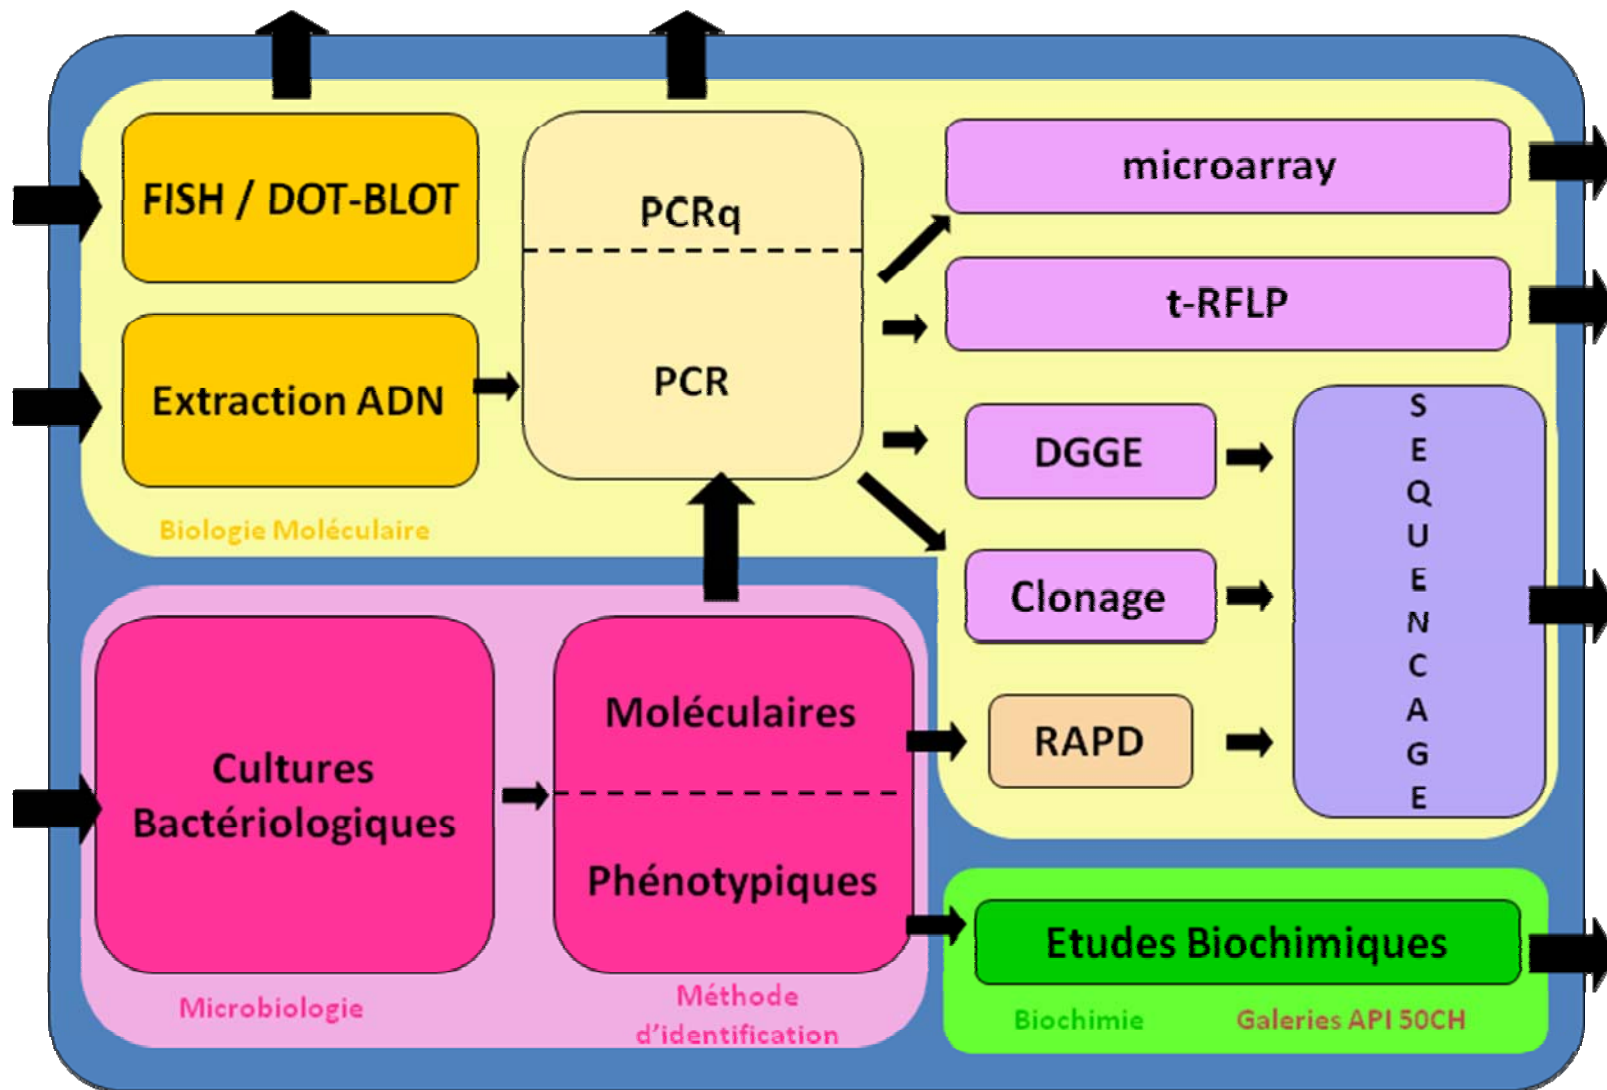 FISH / DOT-BLOT
PCRq
microarray
t-RFLP
Extraction ADN
PCR
DGGE
Clonage
RAPD
S
E
Q
U
E
N
C
A
G
E
Biologie Moléculaire
Cultures
Bactériologiques
Moléculaires
Phénotypiques
Microbiologie
Méthode
d'identification
Etudes Biochimiques
Biochimie
Galeries API 50CH